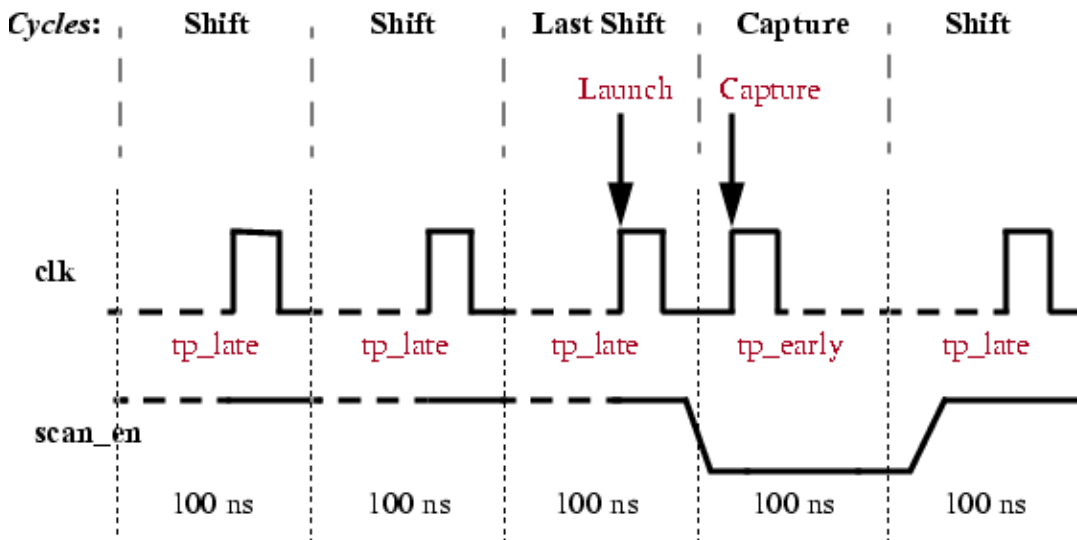 Cycles: Shift Shift Last Shift Capture Shift
Launch Capture
clk
tp_late tp_late tp_late tp_early tp_late
scan_en
100 ns 100 ns 100 ns 100 ns 100 ns